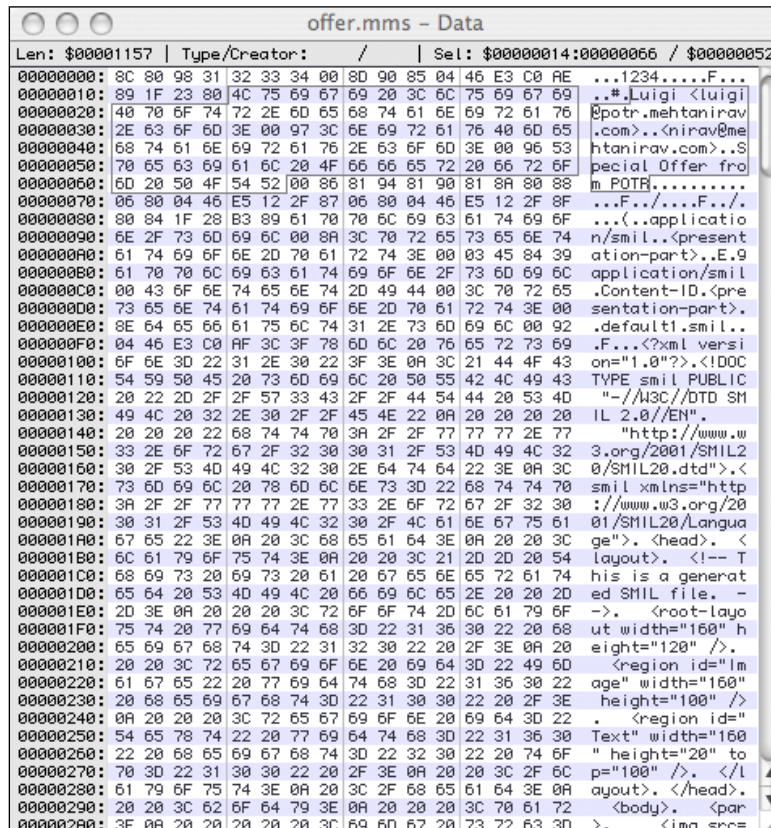 offer.mms – Data
Len: $00001157 | Type/Creator: / | Sel: $00000014:00000066 / $00000052
00000000: 8C 80 98 31 32 33 34 00 8D 90 85 04 46 E3 C0 AE ...1234.....F...
00000010: 89 1F 23 80 4C 75 69 67 69 20 3C 6C 75 69 67 69 ..#.Luigi <luigi
00000020: 40 70 6F 74 72 2E 6D 65 68 74 61 6E 69 72 61 76 @potr.mehtanirav
00000030: 2E 63 6F 6D 3E 00 97 3C 6E 69 72 61 76 40 6D 65 .com>..<nirav@me
00000040: 68 74 61 6E 69 72 61 76 2E 63 6F 6D 3E 00 96 53 htanirav.com>..S
00000050: 70 65 63 69 61 6C 20 4F 66 66 65 72 20 66 72 6F pecial Offer fro
00000060: 6D 20 50 4F 54 52 00 86 81 94 81 90 81 8A 80 88 m POTR..........
00000070: 06 80 04 46 E5 12 2F 87 06 80 04 46 E5 12 2F 8F ...F../....F../.
00000080: 80 84 1F 28 B3 89 61 70 70 6C 69 63 61 74 69 6F ...(..applicatio
00000090: 6E 2F 73 6D 69 6C 00 8A 3C 70 72 65 73 65 6E 74 n/smil..<present
000000A0: 61 74 69 6F 6E 2D 70 61 72 74 3E 00 03 45 84 39 ation-part>..E.9
000000B0: 61 70 70 6C 69 63 61 74 69 6F 6E 2F 73 6D 69 6C application/smil
000000C0: 00 43 6F 6E 74 65 6E 74 2D 49 44 00 3C 70 72 65 .Content-ID.<pre
000000D0: 73 65 6E 74 61 74 69 6F 6E 2D 70 61 72 74 3E 00 sentation-part>.
000000E0: 8E 64 65 66 61 75 6C 74 31 2E 73 6D 69 6C 00 92 .default1.smil..
000000F0: 04 46 E3 C0 AF 3C 3F 78 6D 6C 20 76 65 72 73 69 .F...<?xml versi
00000100: 6F 6E 3D 22 31 2E 30 22 3F 3E 0A 3C 21 44 4F 43 on="1.0"?>.<!DOC
00000110: 54 59 50 45 20 73 6D 69 6C 20 50 55 42 4C 49 43 TYPE smil PUBLIC
00000120: 20 22 2D 2F 2F 57 33 43 2F 2F 44 54 44 20 53 4D "-//W3C//DTD SM
00000130: 49 4C 20 32 2E 30 2F 2F 45 4E 22 0A 20 20 20 20 IL 2.0//EN".
00000140: 20 20 20 22 68 74 74 70 3A 2F 2F 77 77 77 2E 77 "http://www.w
00000150: 33 2E 6F 72 67 2F 32 30 30 31 2F 53 4D 49 4C 32 3.org/2001/SMIL2
00000160: 30 2F 53 4D 49 4C 32 30 2E 64 74 64 22 3E 0A 3C 0/SMIL20.dtd">.<
00000170: 73 6D 69 6C 20 78 6D 6C 6E 73 3D 22 68 74 74 70 smil xmlns="http
00000180: 3A 2F 2F 77 77 77 2E 77 33 2E 6F 72 67 2F 32 30 ://www.w3.org/20
00000190: 30 31 2F 53 4D 49 4C 32 30 2F 4C 61 6E 67 75 61 01/SMIL20/Langua
000001A0: 67 65 22 3E 0A 20 3C 68 65 61 64 3E 0A 20 20 3C ge">. <head>. <
000001B0: 6C 61 79 6F 75 74 3E 0A 20 20 3C 21 2D 2D 20 54 layout>. <!-- T
000001C0: 68 69 73 20 69 73 20 61 20 67 65 6E 65 72 61 74 his is a generat
000001D0: 65 64 20 53 4D 49 4C 20 66 69 6C 65 2E 20 20 2D ed SMIL file. -
000001E0: 2D 3E 0A 20 20 20 3C 72 6F 6F 74 2D 6C 61 79 6F ->. <root-layo
000001F0: 75 74 20 77 69 64 74 68 3D 22 31 36 30 22 20 68 ut width="160" h
00000200: 65 69 67 68 74 3D 22 31 32 30 22 20 2F 3E 0A 20 eight="120" />.
00000210: 20 20 3C 72 65 67 69 6F 6E 20 69 64 3D 22 49 6D <region id="Im
00000220: 61 67 65 22 20 77 69 64 74 68 3D 22 31 36 30 22 age" width="160"
00000230: 20 68 65 69 67 68 74 3D 22 31 30 30 22 20 2F 3E height="100" />
00000240: 0A 20 20 20 3C 72 65 67 69 6F 6E 20 69 64 3D 22 . <region id="
00000250: 54 65 78 74 22 20 77 69 64 74 68 3D 22 31 36 30 Text" width="160
00000260: 22 20 68 65 69 67 68 74 3D 22 32 30 22 20 74 6F " height="20" to
00000270: 70 3D 22 31 30 30 22 20 2F 3E 0A 20 20 3C 2F 6C p="100" />. </l
00000280: 61 79 6F 75 74 3E 0A 20 3C 2F 68 65 61 64 3E 0A ayout>. </head>.
00000290: 20 20 3C 62 6F 64 79 3E 0A 20 20 20 3C 70 61 72 <body>. <par
000002A0: 3E 0A 20 20 20 20 20 3C 69 6D 67 20 73 72 63 3D >. <img src=